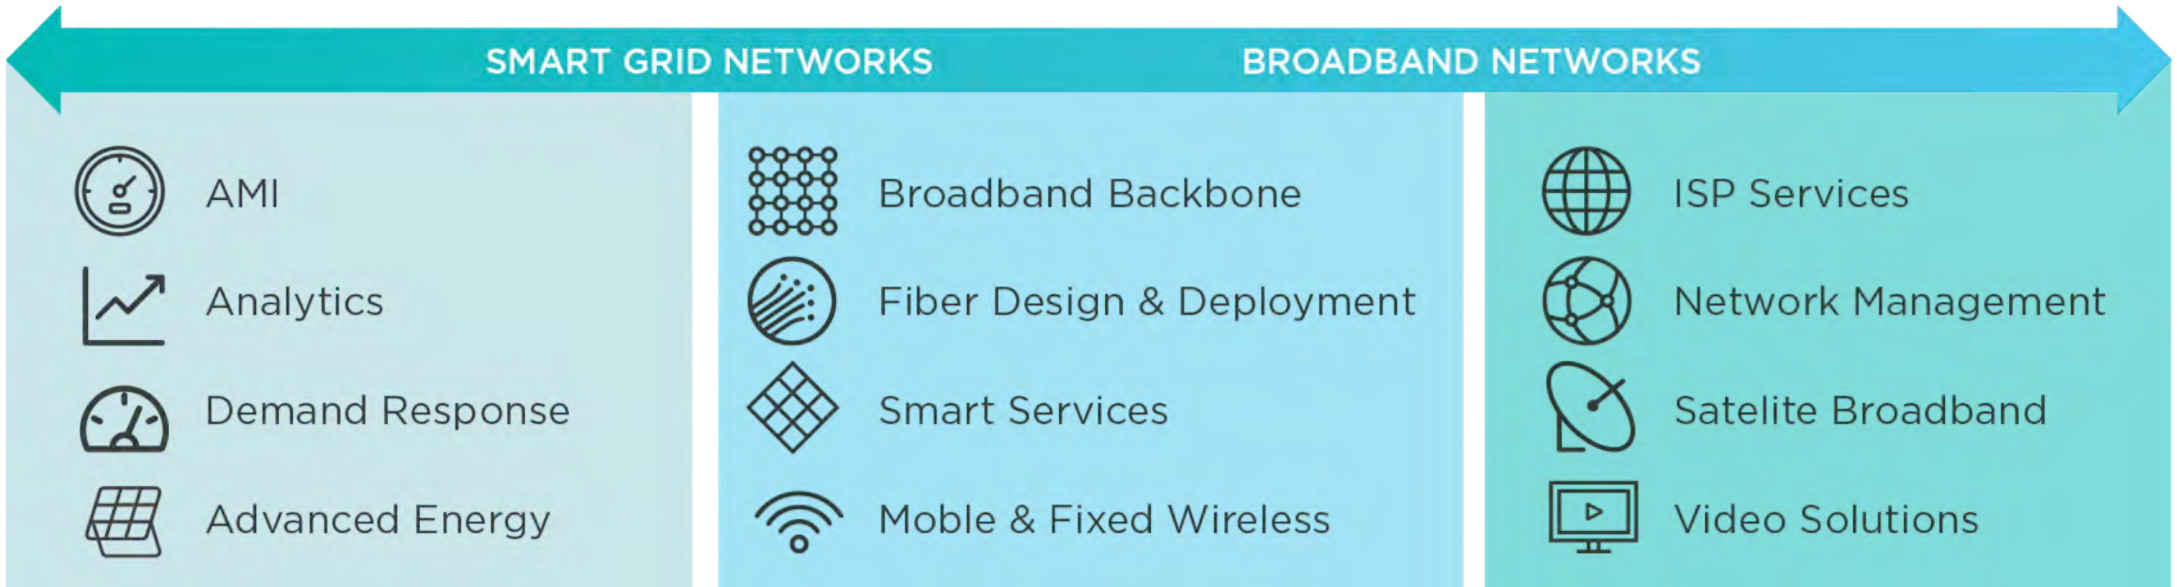 SMART GRID NETWORKS
BROADBAND NETWORKS
AMI
Analytics
Demand Response
Advanced Energy
Broadband Backbone
Fiber Design & Deployment
Smart Services
Moble & Fixed Wireless
ISP Services
Network Management
Satelite Broadband
Video Solutions